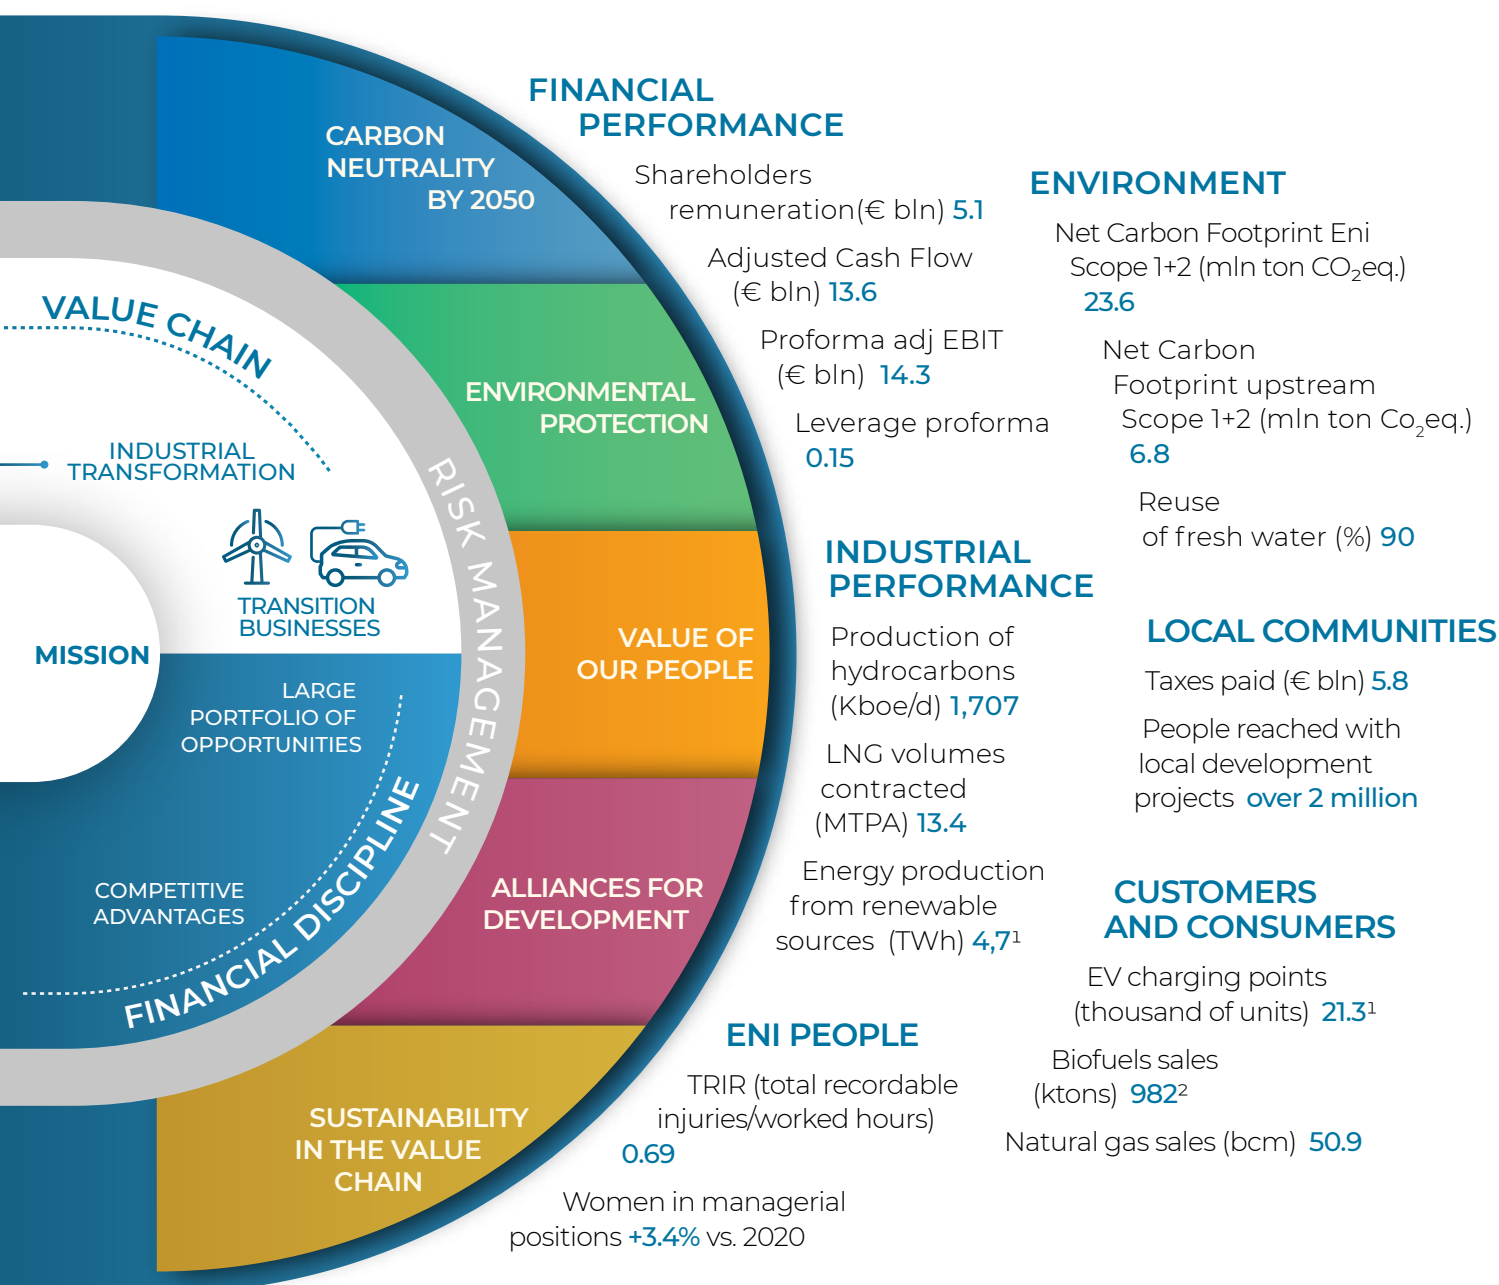 CARBON
NEUTRALITY
BY 2050
ENVIRONMENTAL
PROTECTION
VALUE OF
OUR PEOPLE
ALLIANCES FOR
DEVELOPMENT
SUSTAINABILITY
IN THE VALUE
CHAIN
RISK MANAGEMENT
VALUE CHAIN
INDUSTRIAL
TRANSFORMATION
TRANSITION
BUSINESSES
MISSION
LARGE
PORTFOLIO OF
OPPORTUNITIES
COMPETITIVE
ADVANTAGES
FINANCIAL DISCIPLINE
FINANCIAL
PERFORMANCE
Shareholders
remuneration(€ bln) 5.1
Adjusted Cash Flow
(€ bln) 13.6
Proforma adj EBIT
(€ bln) 14.3
Leverage proforma
0.15
INDUSTRIAL
PERFORMANCE
Production of
hydrocarbons
(Kboe/d) 1,707
LNG volumes
contracted
(MTPA) 13.4
Energy production
from renewable
sources (TWh) 4,7¹
ENI PEOPLE
TRIR (total recordable
injuries/worked hours)
0.69
Women in managerial
positions +3.4% vs. 2020
ENVIRONMENT
Net Carbon Footprint Eni
Scope 1+2 (mln ton CO₂eq.)
23.6
Net Carbon
Footprint upstream
Scope 1+2 (mln ton Co₂eq.)
6.8
Reuse
of fresh water (%) 90
LOCAL COMMUNITIES
Taxes paid (€ bln) 5.8
People reached with
local development
projects over 2 million
CUSTOMERS
AND CONSUMERS
EV charging points
(thousand of units) 21.3¹
Biofuels sales
(ktons) 982²
Natural gas sales (bcm) 50.9